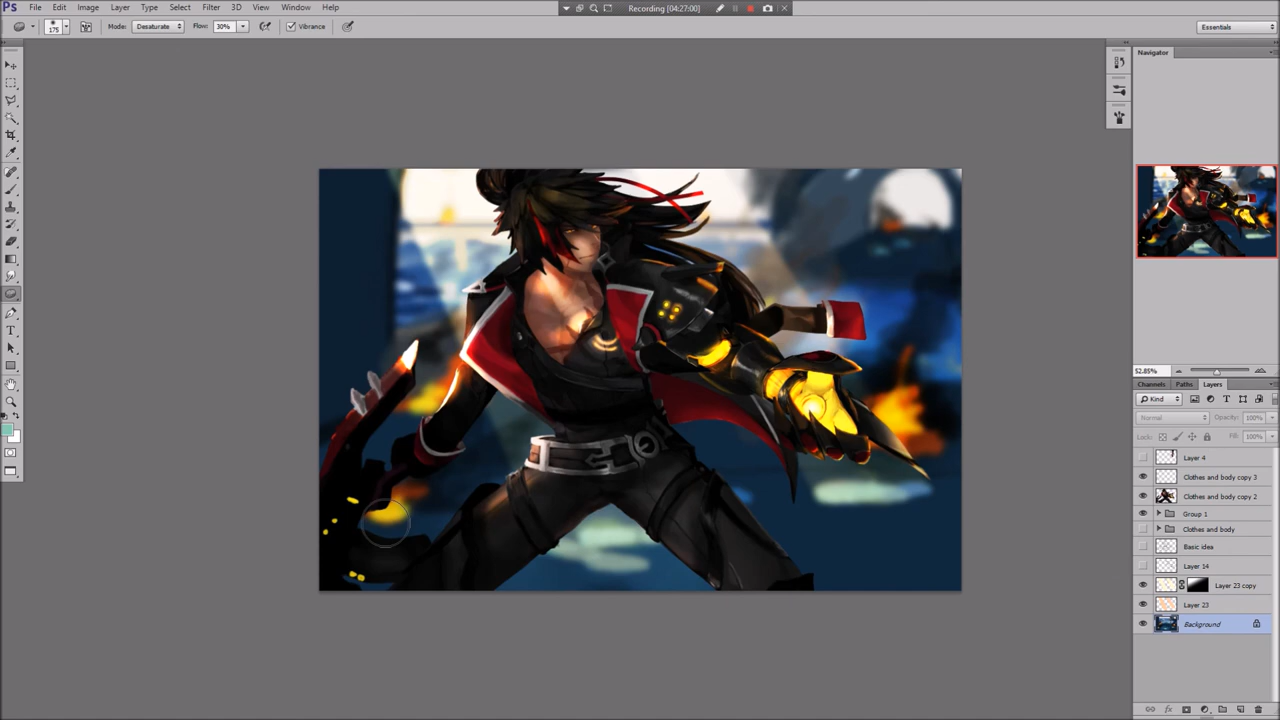 Ps File Edit Image Layer Type Select Filter 3D View Window Help
Recording [04:27:00]
175 Mode: Desaturate Flow: 30% Vibrance Essentials
Navigator
52.85%
Channels Paths Layers
Kind
Normal Opacity: 100%
Lock: Fill: 100%
Layer 4
Clothes and body copy 3
Clothes and body copy 2
Group 1
Clothes and body
Basic idea
Layer 14
Layer 23 copy
Layer 23
Background
fx